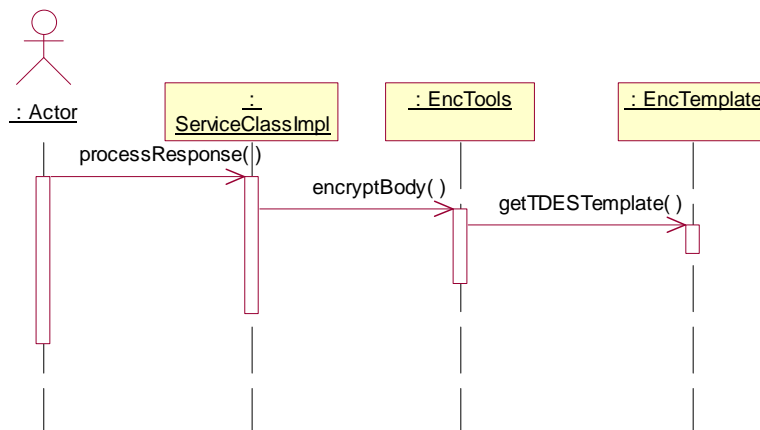 : Actor
:
ServiceClassImpl
: EncTools
: EncTemplate
processResponse( )
encryptBody( )
getTDESTemplate( )